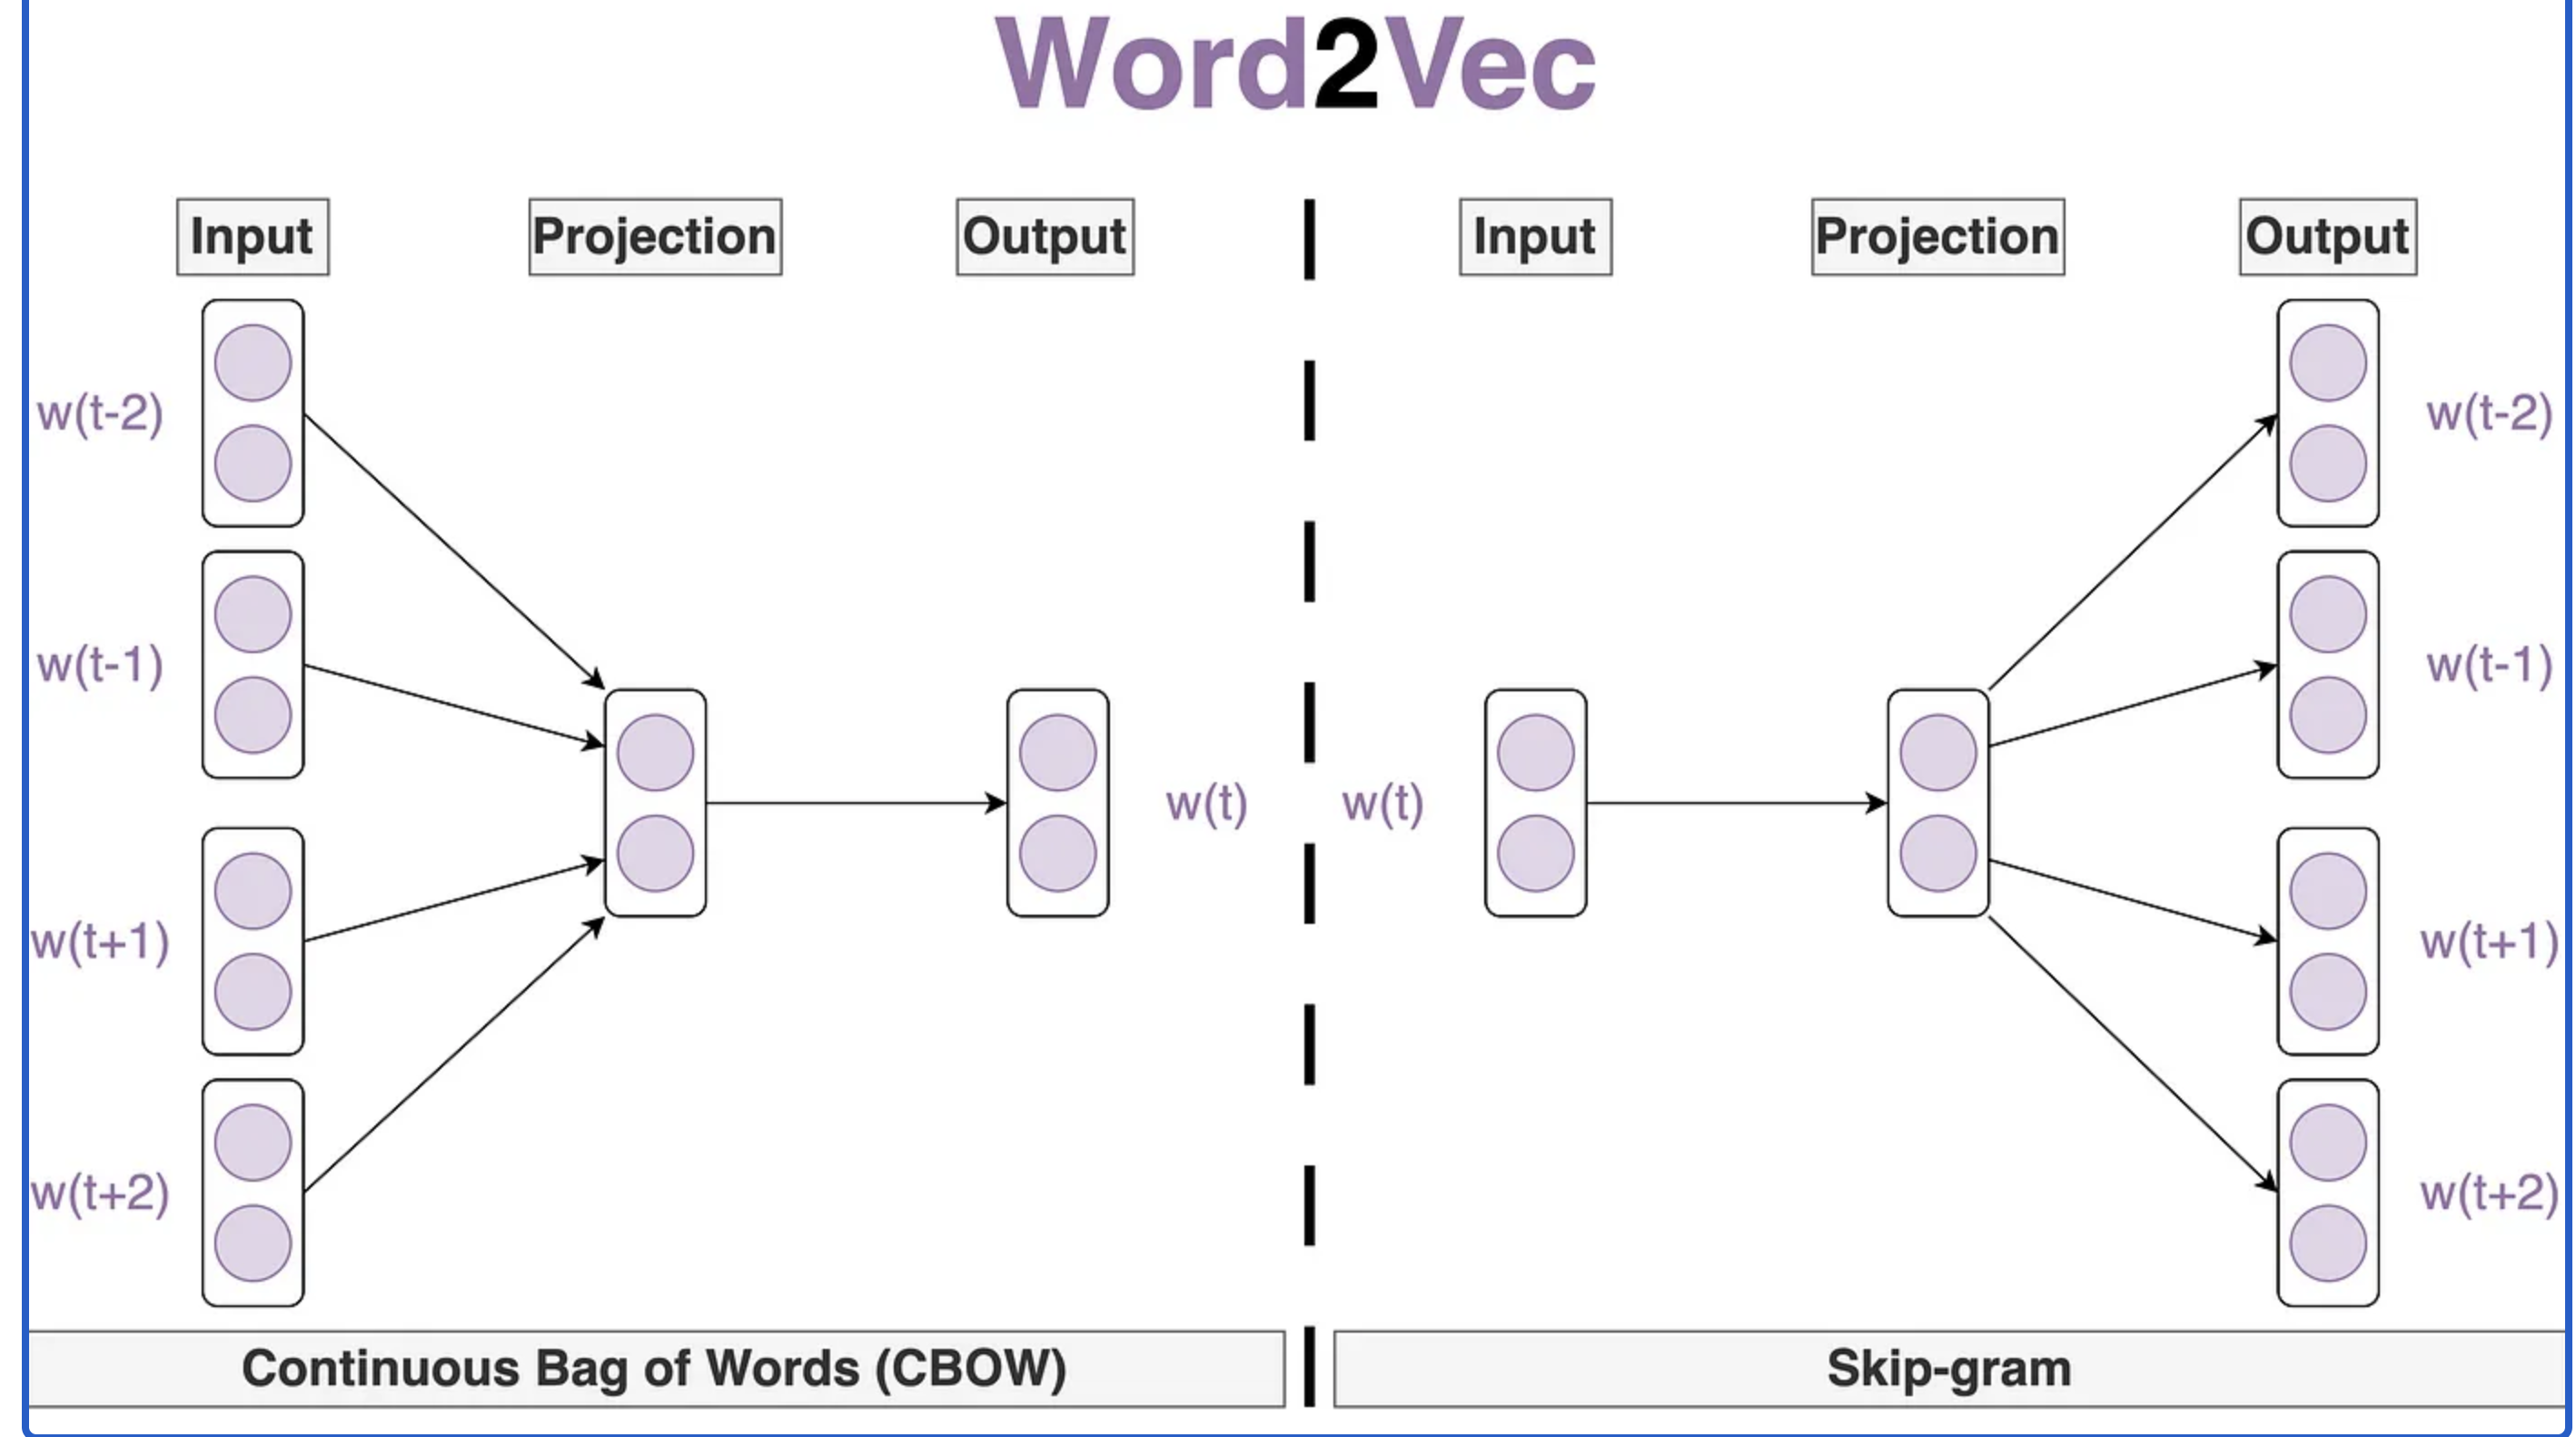 Word2Vec
Input
Projection
Output
w(t-2)
w(t-1)
w(t+1)
w(t+2)
w(t)
Continuous Bag of Words (CBOW)
Input
Projection
Output
w(t)
w(t-2)
w(t-1)
w(t+1)
w(t+2)
Skip-gram